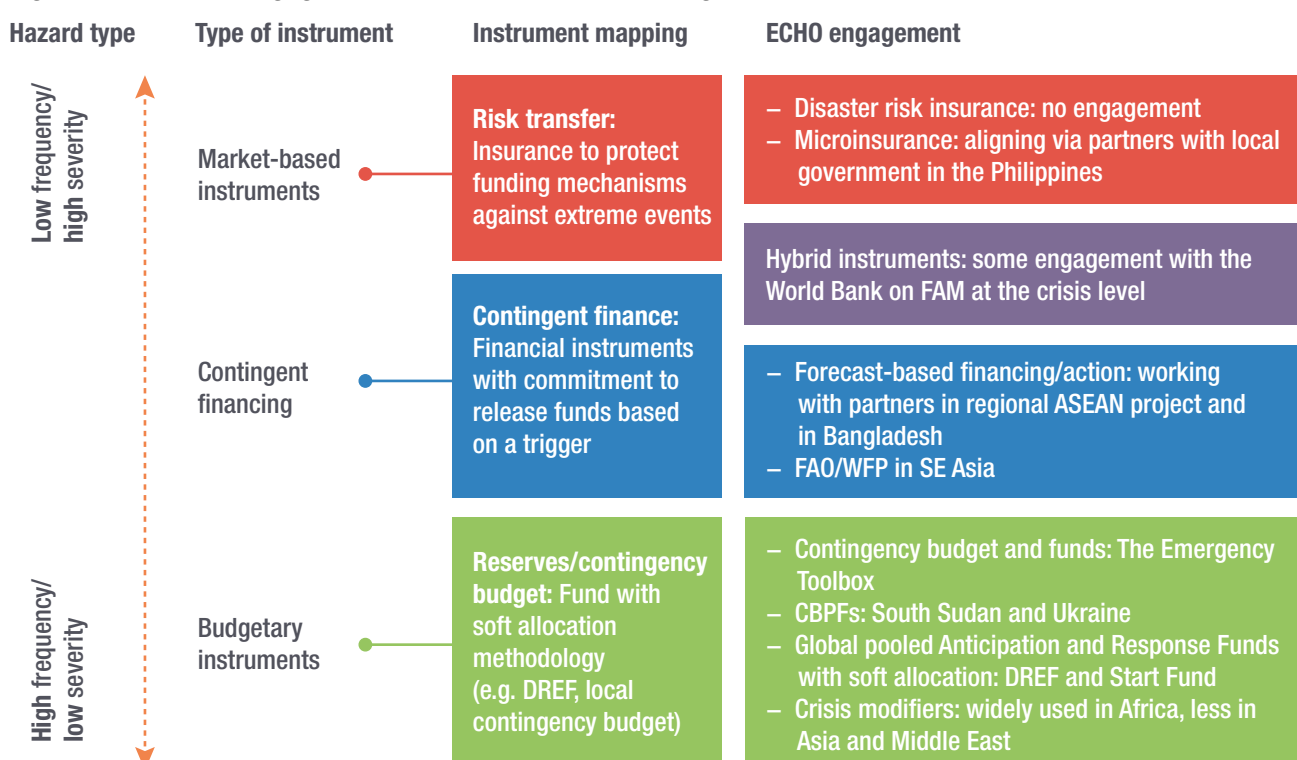 Hazard type
Type of instrument
Instrument mapping
ECHO engagement
Low frequency/
high severity
Market-based
instruments
Risk transfer:
Insurance to protect
funding mechanisms
against extreme events
– Disaster risk insurance: no engagement
– Microinsurance: aligning via partners with local
government in the Philippines
Hybrid instruments: some engagement with the
World Bank on FAM at the crisis level
Contingent
financing
Contingent finance:
Financial instruments
with commitment to
release funds based
on a trigger
– Forecast-based financing/action: working
with partners in regional ASEAN project and
in Bangladesh
– FAO/WFP in SE Asia
High frequency/
low severity
Budgetary
instruments
Reserves/contingency
budget: Fund with
soft allocation
methodology
(e.g. DREF, local
contingency budget)
– Contingency budget and funds: The Emergency
Toolbox
– CBPFs: South Sudan and Ukraine
– Global pooled Anticipation and Response Funds
with soft allocation: DREF and Start Fund
– Crisis modifiers: widely used in Africa, less in
Asia and Middle East